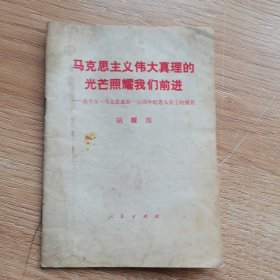 马克思主义伟大真理的
光芒照耀我们前进
——在卡尔·马克思逝世一百周年纪念大会上的报告
胡耀邦
人民出版社